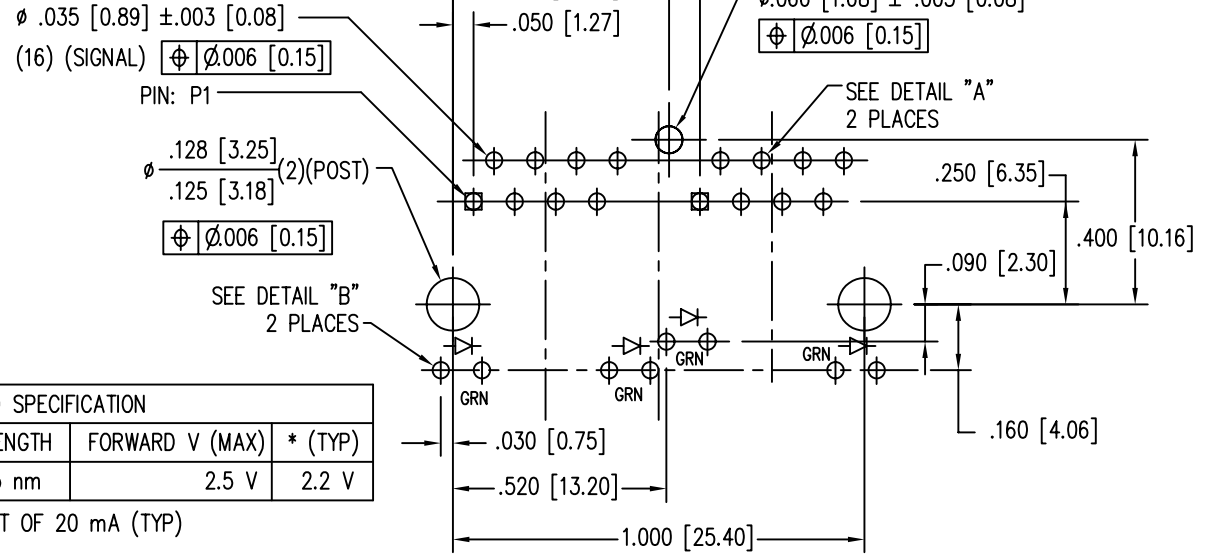 ø .035 [0.89] ±.003 [0.08]
(16) (SIGNAL) ⌖ Ø.006 [0.15]
PIN: P1
.050 [1.27]
⌖ Ø.006 [0.15]
SEE DETAIL "A"
2 PLACES
ø .128 [3.25]
.125 [3.18] (2)(POST)
⌖ Ø.006 [0.15]
.250 [6.35]
.400 [10.16]
.090 [2.30]
SEE DETAIL "B"
2 PLACES
GRN
GRN
GRN
GRN
.160 [4.06]
.030 [0.75]
.520 [13.20]
1.000 [25.40]
SPECIFICATION
ENGTH FORWARD V (MAX) * (TYP)
nm 2.5 V 2.2 V
T OF 20 mA (TYP)